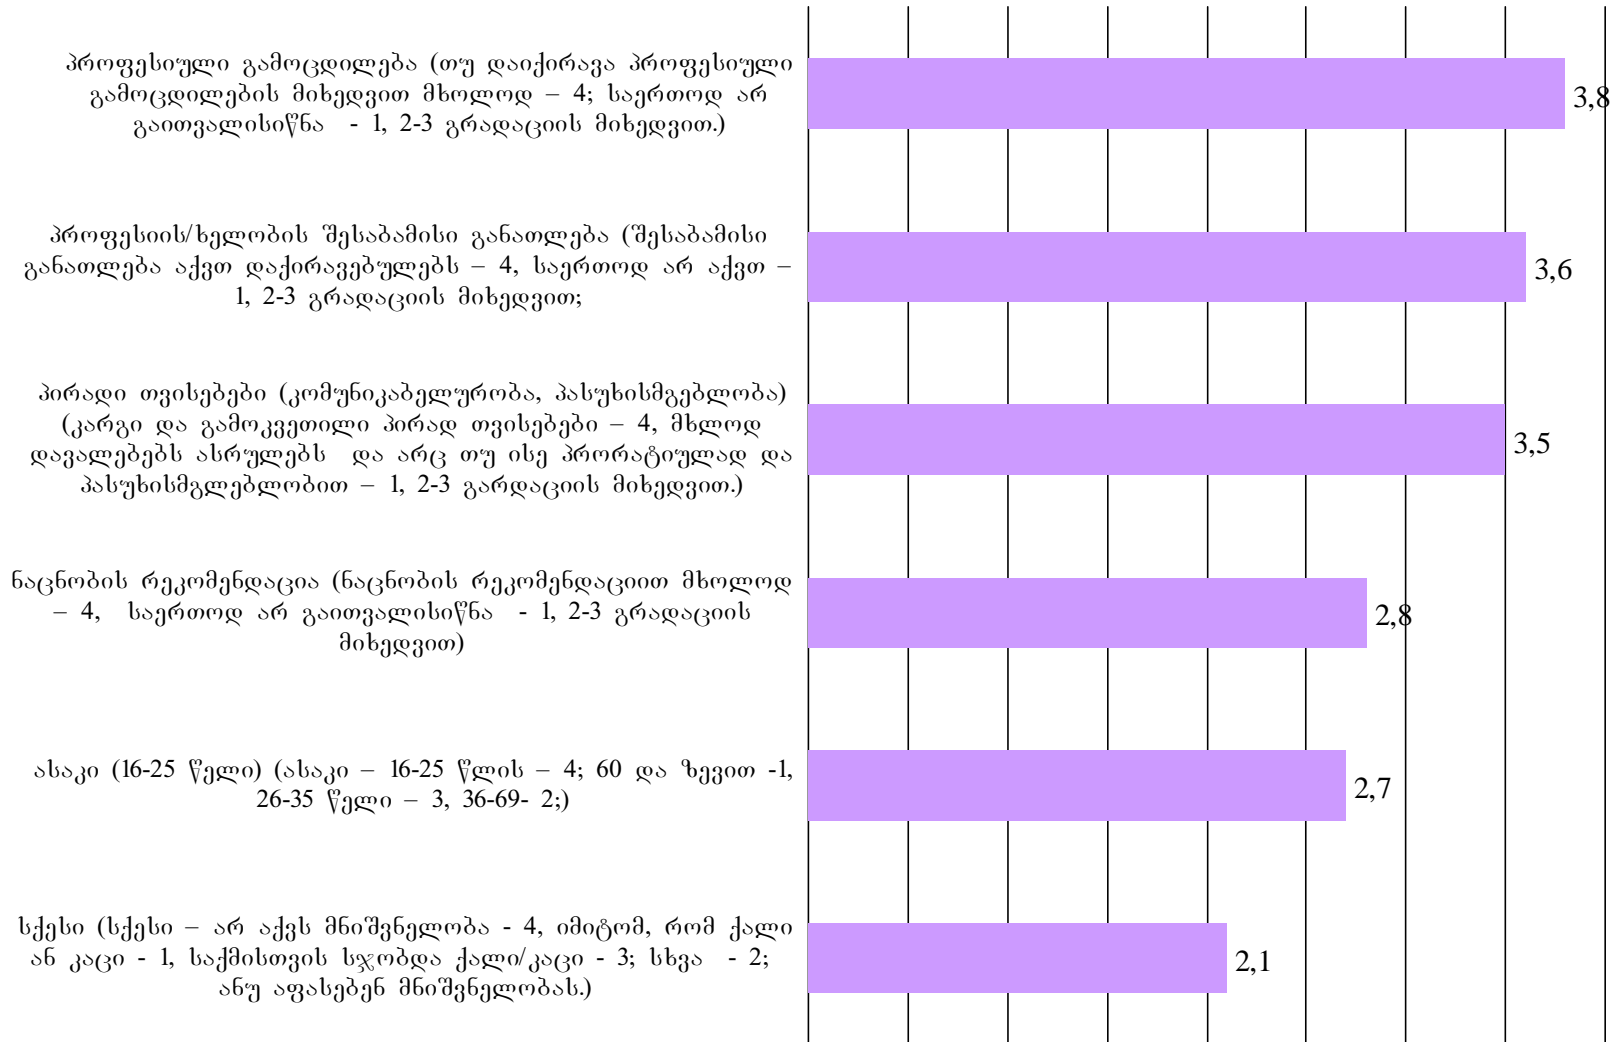 პროფესიული გამოცდილება (თუ დაიქირავა პროფესიული
გამოცდილების მიხედვით მხოლოდ – 4; საერთოდ არ
გაითვალისიწნა - 1, 2-3 გრადაციის მიხედვით.)
3,8
პროფესიის/ხელობის შესაბამისი განათლება (შესაბამისი
განათლება აქვთ დაქირავებულებს – 4, საერთოდ არ აქვთ –
1, 2-3 გრადაციის მიხედვით;
3,6
პირადი თვისებები (კომუნიკაბელურობა, პასუხისმგებლობა)
(კარგი და გამოკვეთილი პირად თვისებები – 4, მხლოდ
დავალებებს ასრულებს და არც თუ ისე პრორატიულად და
პასუხისმგლებლობით – 1, 2-3 გარდაციის მიხედვით.)
3,5
ნაცნობის რეკომენდაცია (ნაცნობის რეკომენდაციით მხოლოდ
– 4, საერთოდ არ გაითვალისიწნა - 1, 2-3 გრადაციის
მიხედვით)
2,8
ასაკი (16-25 წელი) (ასაკი – 16-25 წლის – 4; 60 და ზევით -1,
26-35 წელი – 3, 36-69- 2;)
2,7
სქესი (სქესი – არ აქვს მნიშვნელობა - 4, იმიტომ, რომ ქალი
ან კაცი - 1, საქმისთვის სჯობდა ქალი/კაცი - 3; სხვა - 2;
ანუ აფასებენ მნიშვნელობას.)
2,1